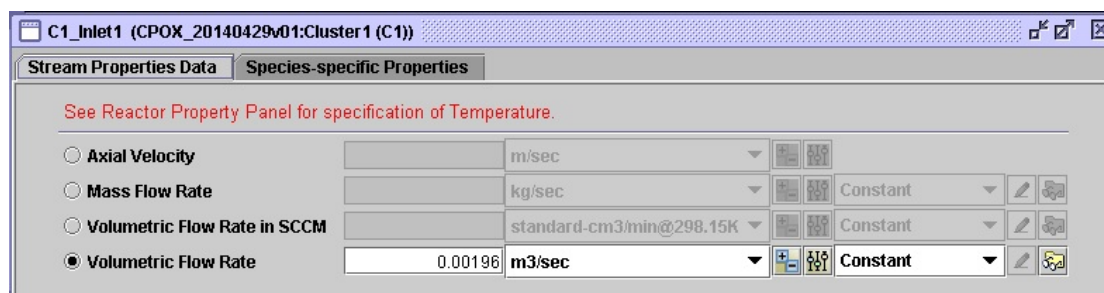 C1_Inlet1 (CPOX_20140429v01:Cluster1 (C1))
Stream Properties Data Species-specific Properties
See Reactor Property Panel for specification of Temperature.
Axial Velocity m/sec
Mass Flow Rate kg/sec Constant
Volumetric Flow Rate in SCCM standard-cm3/min@298.15K Constant
Volumetric Flow Rate 0.00196 m3/sec Constant